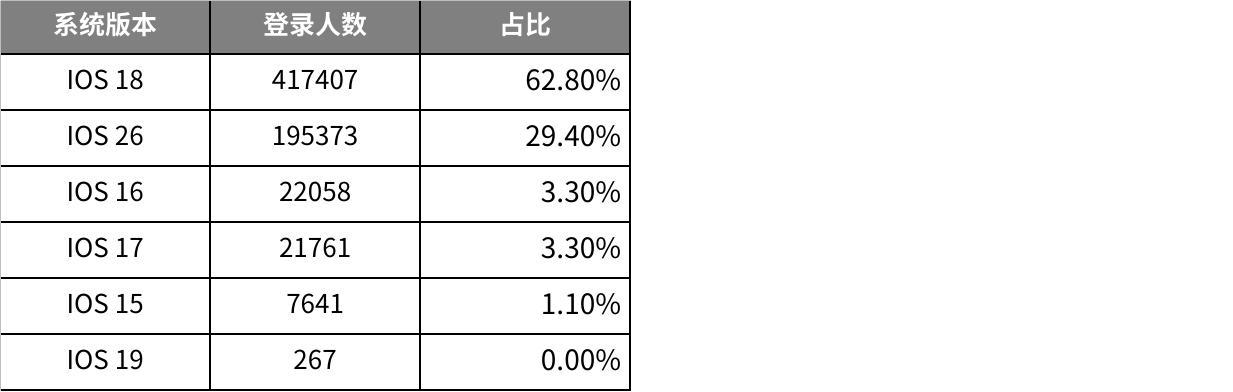 系统版本 登录人数 占比
IOS 18 417407 62.80%
IOS 26 195373 29.40%
IOS 16 22058 3.30%
IOS 17 21761 3.30%
IOS 15 7641 1.10%
IOS 19 267 0.00%